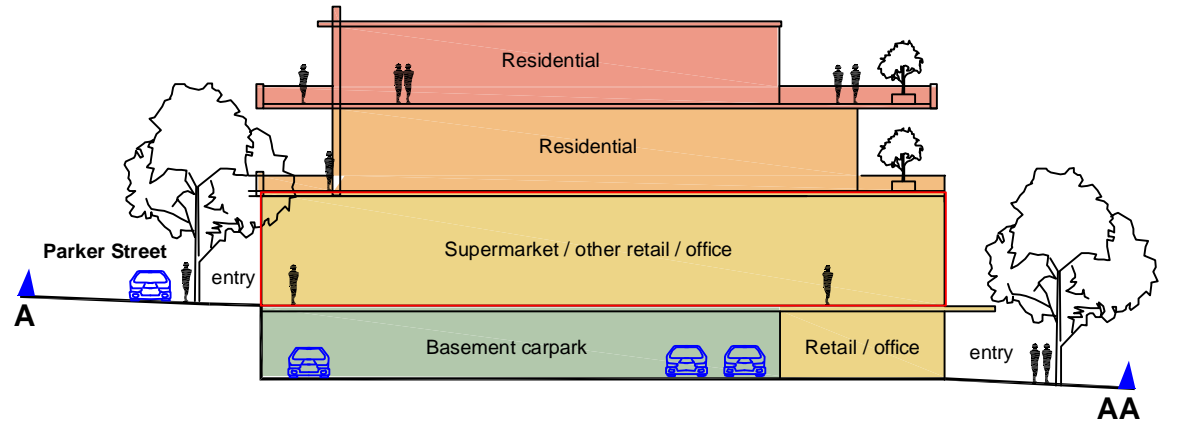 Residential
Residential
Parker Street
Supermarket / other retail / office
entry
A
Basement carpark
Retail / office
entry
AA